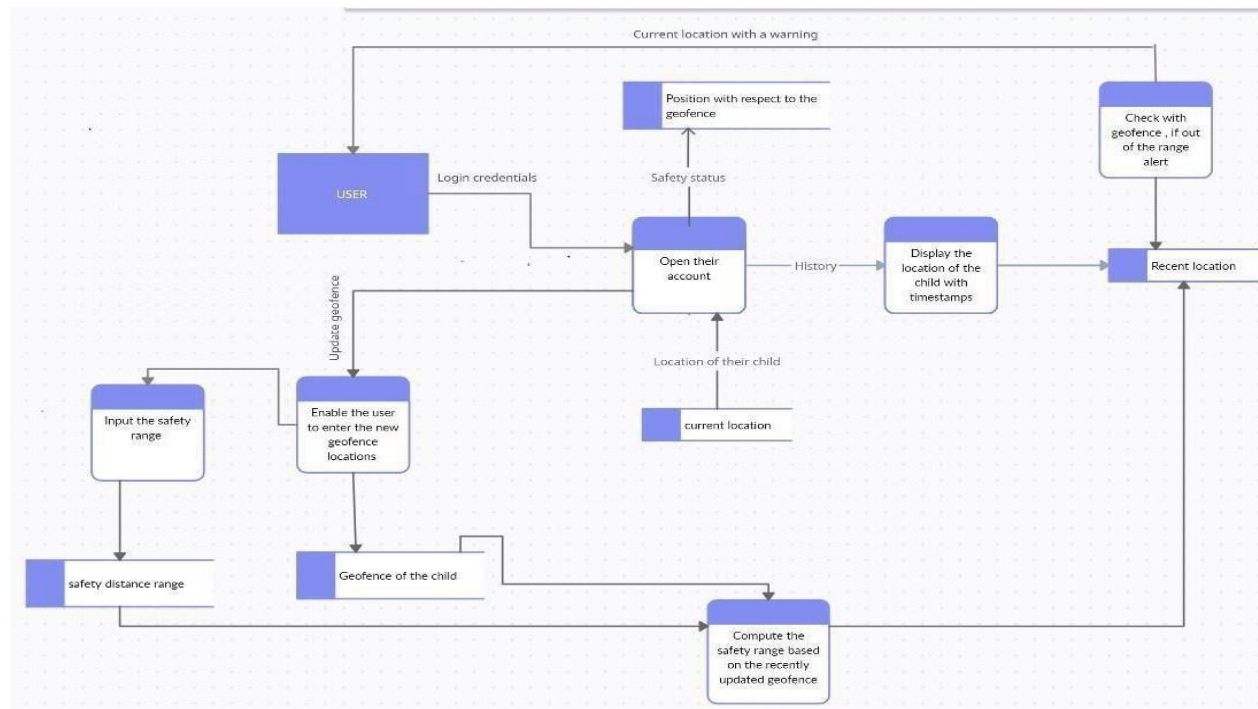 Current location with a warning
Position with respect to the
geofence
Check with
geofence , if out
of the range
alert
USER
Login credentials
Safety status
Open their
account
History
Display the
location of the
child with
timestamps
Recent location
Update geofence
Location of their child
Input the safety
range
Enable the user
to enter the new
geofence
locations
current location
safety distance range
Geofence of the child
Compute the
safety range based
on the recently
updated geofence